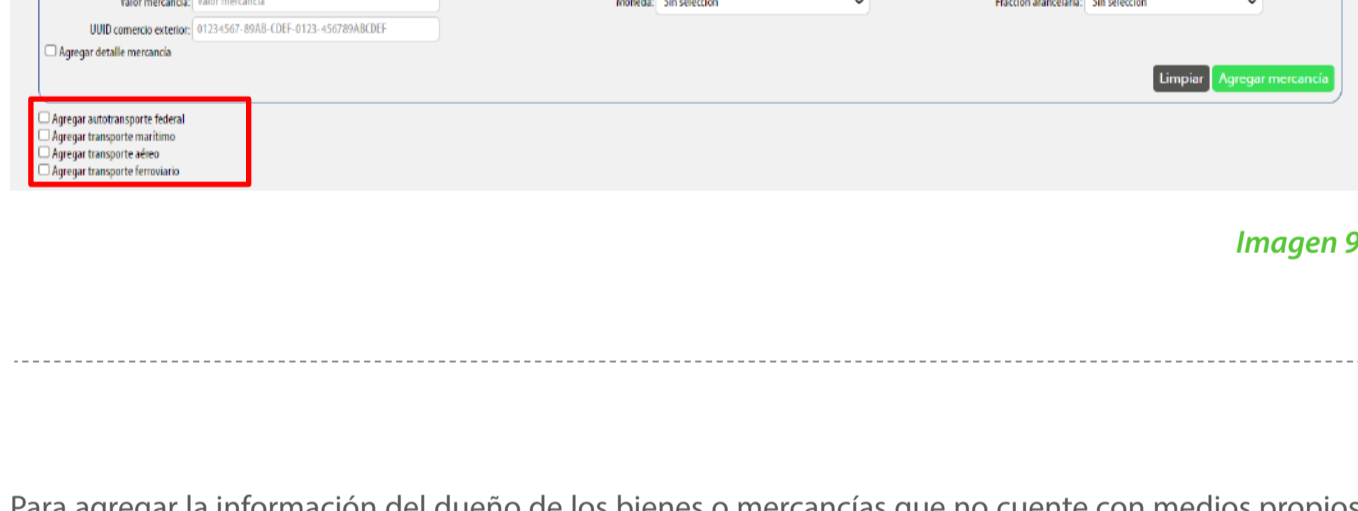 Valor mercancía: Valor mercancía Moneda: Sin selección Fracción arancelaria: Sin selección
UUID comercio exterior: 01234567-89AB-CDEF-0123-456789ABCDEF
Agregar detalle mercancía
Limpiar Agregar mercancía
Agregar autotransporte federal
Agregar transporte marítimo
Agregar transporte aéreo
Agregar transporte ferroviario
Imagen 9
Para agregar la información del dueño de los bienes o mercancías que no cuente con medios propios